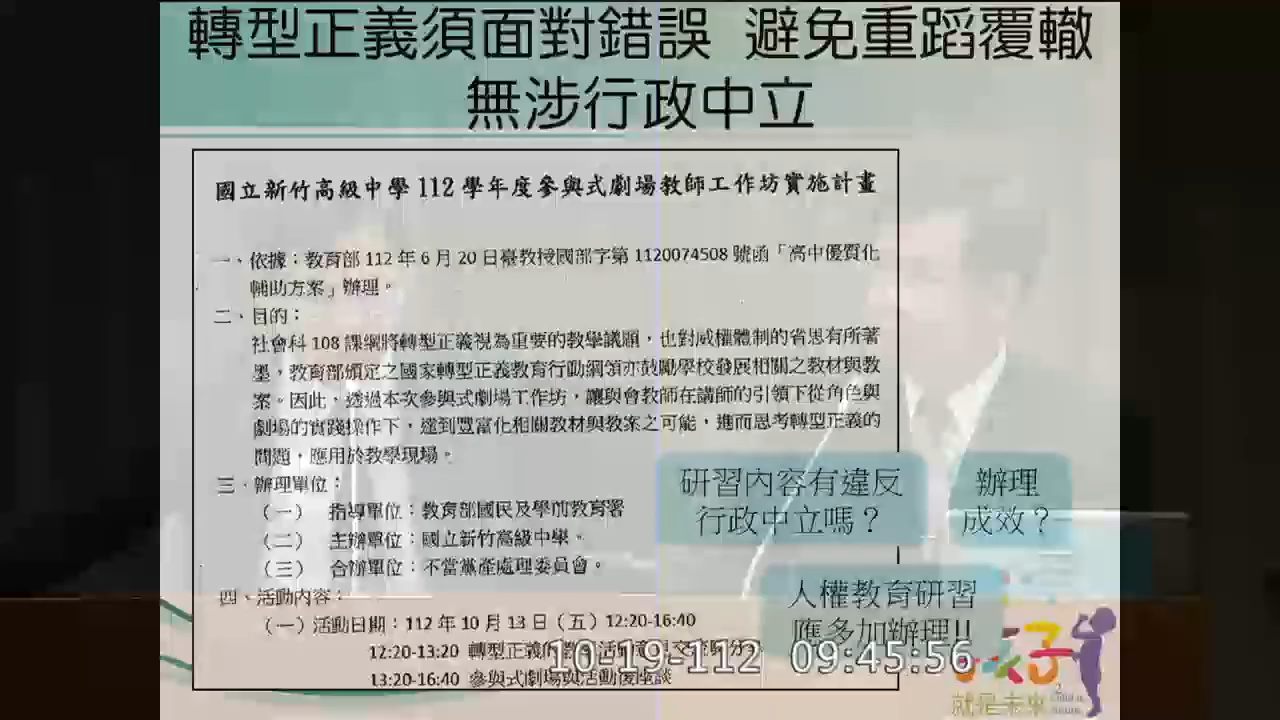 轉型正義須面對錯誤 避免重蹈覆轍
無涉行政中立
國立新竹高級中學112學年度參與式劇場教師工作坊實施計畫
一、依據：教育部112年6月20日臺教授國部字第1120074508號函「高中優質化
輔助方案」辦理。
二、目的：
社會科108課綱將轉型正義視為重要的教學議題，也對威權體制的省思有所著
墨，教育部頒定之國家轉型正義教育行動綱領亦鼓勵學校發展相關之教材與教
案。因此，透過本次參與式劇場工作坊，讓與會教師在講師的引領下從角色與
劇場的實踐操作下，達到豐富化相關教材與教案之可能，進而思考轉型正義的
問題，應用於教學現場。
三、辦理單位：
（一） 指導單位：教育部國民及學前教育署
（二） 主辦單位：國立新竹高級中學。
（三） 合辦單位：不當黨產處理委員會。
四、活動內容：
（一）活動日期：112年10月13日（五）12:20-16:40
12:20-13:20 轉型正義
13:20-16:40 參與式劇場與活動後座談
研習內容有違反
行政中立嗎？
辦理
成效？
人權教育研習
應多加辦理!!
10-19-112 09:45:56
孩子
就是未來